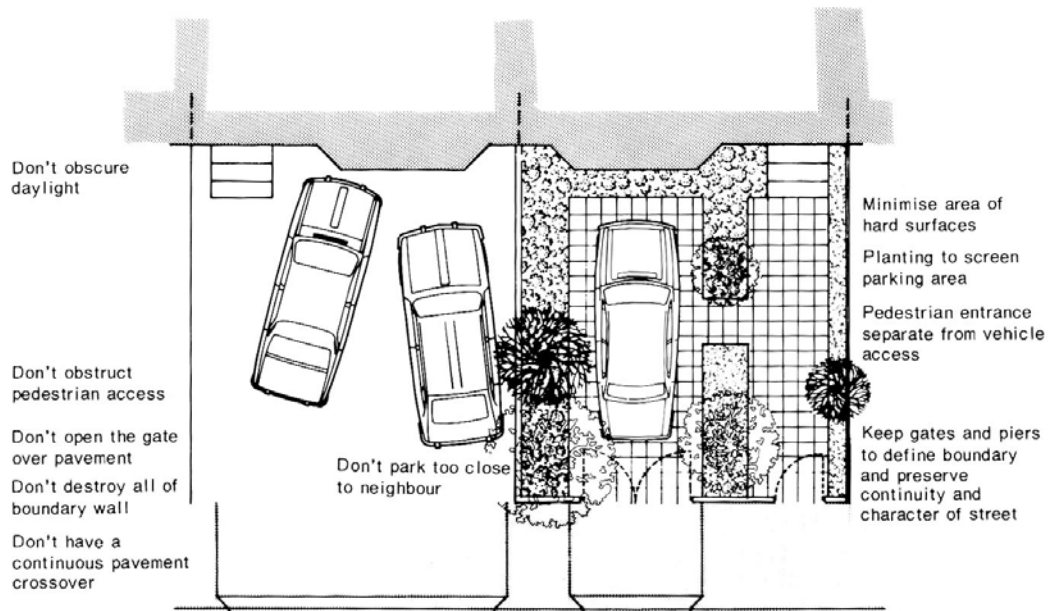 Don't obscure
daylight
Don't obstruct
pedestrian access
Don't open the gate
over pavement
Don't destroy all of
boundary wall
Don't have a
continuous pavement
crossover
Don't park too close
to neighbour
Minimise area of
hard surfaces
Planting to screen
parking area
Pedestrian entrance
separate from vehicle
access
Keep gates and piers
to define boundary
and preserve
continuity and
character of street